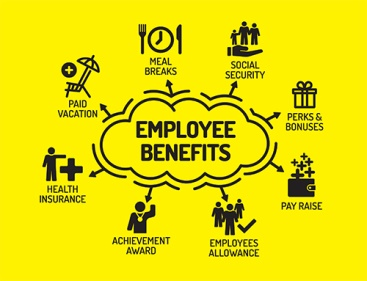 MEAL
BREAKS
SOCIAL
SECURITY
PAID
VACATION
PERKS &
BONUSES
EMPLOYEE
BENEFITS
HEALTH
INSURANCE
PAY RAISE
ACHIEVEMENT
AWARD
EMPLOYEES
ALLOWANCE